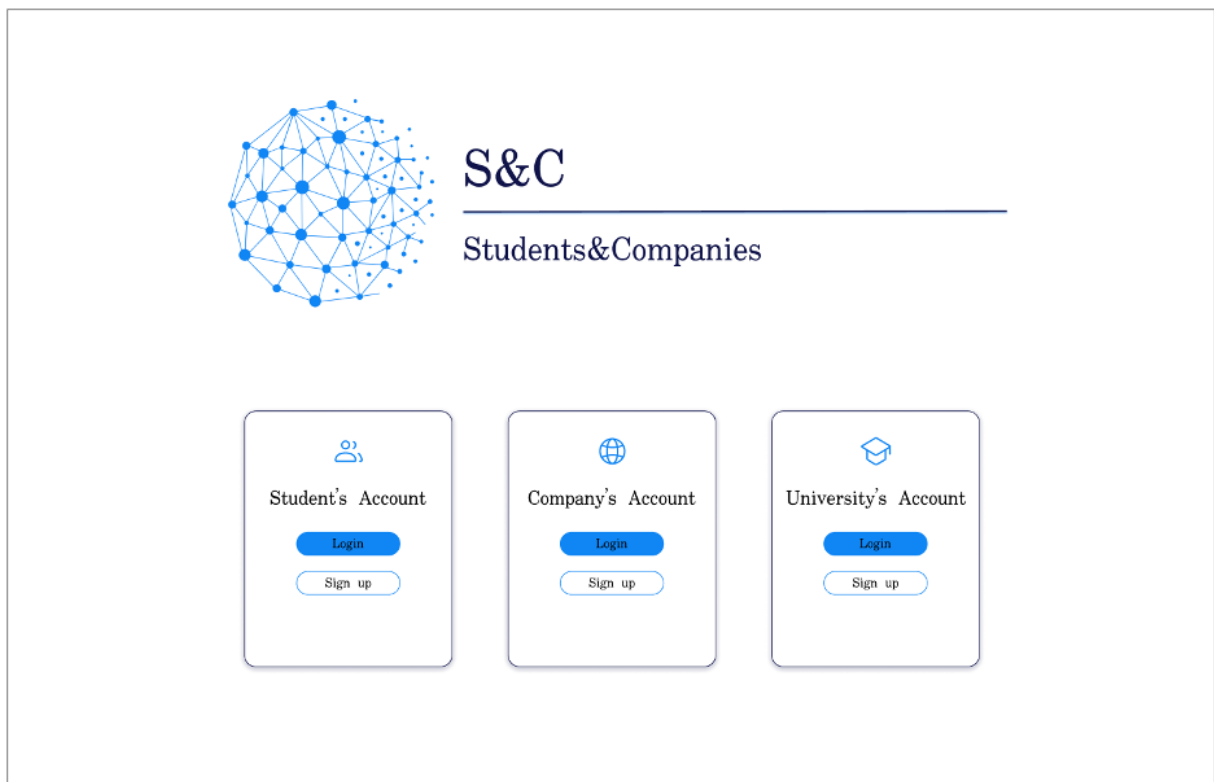 S&C
Students&Companies
Student's Account
Login
Sign up
Company's Account
Login
Sign up
University's Account
Login
Sign up